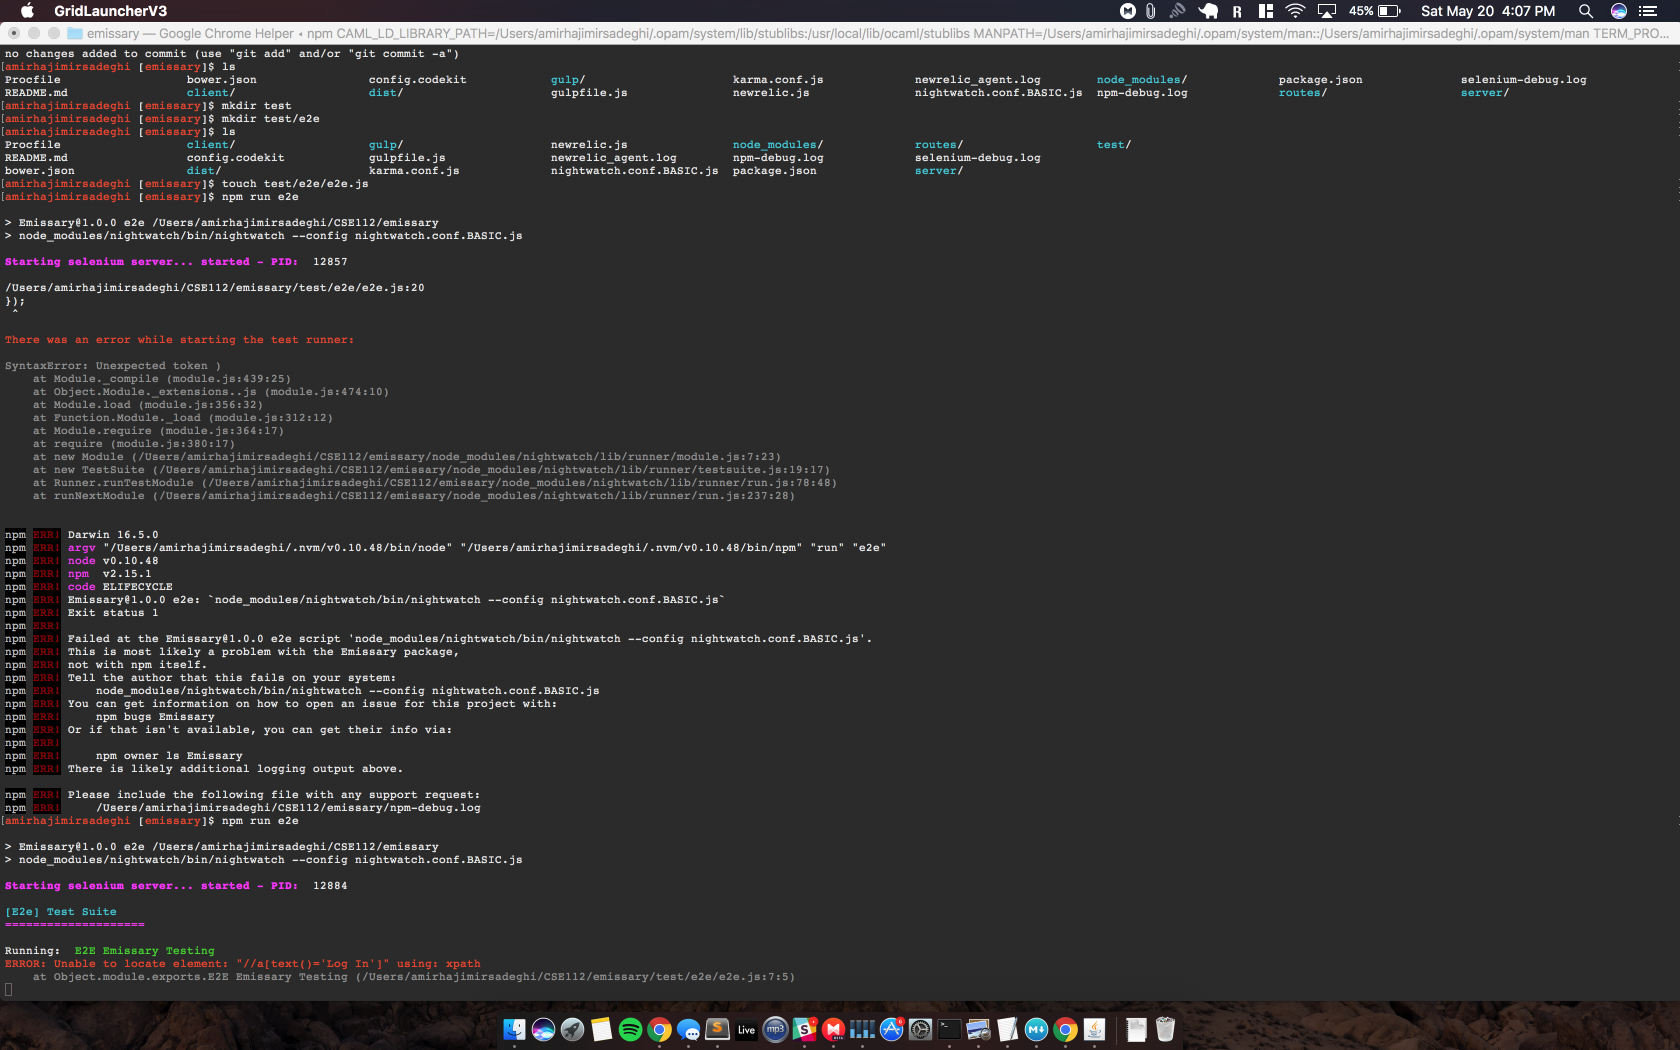 GridLauncherV3 45% Sat May 20 4:07 PM
emissary — Google Chrome Helper ◂ npm CAML_LD_LIBRARY_PATH=/Users/amirhajimirsadeghi/.opam/system/lib/stublibs:/usr/local/lib/ocaml/stublibs MANPATH=/Users/amirhajimirsadeghi/.opam/system/man::/Users/amirhajimirsadeghi/.opam/system/man TERM_PRO...
no changes added to commit (use "git add" and/or "git commit -a")
[amirhajimirsadeghi [emissary]$ ls
Procfile bower.json config.codekit gulp/ karma.conf.js newrelic_agent.log node_modules/ package.json selenium-debug.log
README.md client/ dist/ gulpfile.js newrelic.js nightwatch.conf.BASIC.js npm-debug.log routes/ server/
[amirhajimirsadeghi [emissary]$ mkdir test
[amirhajimirsadeghi [emissary]$ mkdir test/e2e
[amirhajimirsadeghi [emissary]$ ls
Procfile client/ gulp/ newrelic.js node_modules/ routes/ test/
README.md config.codekit gulpfile.js newrelic_agent.log npm-debug.log selenium-debug.log
bower.json dist/ karma.conf.js nightwatch.conf.BASIC.js package.json server/
[amirhajimirsadeghi [emissary]$ touch test/e2e/e2e.js
[amirhajimirsadeghi [emissary]$ npm run e2e
> Emissary@1.0.0 e2e /Users/amirhajimirsadeghi/CSE112/emissary
> node_modules/nightwatch/bin/nightwatch --config nightwatch.conf.BASIC.js
Starting selenium server... started - PID: 12857
/Users/amirhajimirsadeghi/CSE112/emissary/test/e2e/e2e.js:20
});
^
There was an error while starting the test runner:
SyntaxError: Unexpected token )
at Module._compile (module.js:439:25)
at Object.Module._extensions..js (module.js:474:10)
at Module.load (module.js:356:32)
at Function.Module._load (module.js:312:12)
at Module.require (module.js:364:17)
at require (module.js:380:17)
at new Module (/Users/amirhajimirsadeghi/CSE112/emissary/node_modules/nightwatch/lib/runner/module.js:7:23)
at new TestSuite (/Users/amirhajimirsadeghi/CSE112/emissary/node_modules/nightwatch/lib/runner/testsuite.js:19:17)
at Runner.runTestModule (/Users/amirhajimirsadeghi/CSE112/emissary/node_modules/nightwatch/lib/runner/run.js:78:48)
at runNextModule (/Users/amirhajimirsadeghi/CSE112/emissary/node_modules/nightwatch/lib/runner/run.js:237:28)
npm ERR! Darwin 16.5.0
npm ERR! argv "/Users/amirhajimirsadeghi/.nvm/v0.10.48/bin/node" "/Users/amirhajimirsadeghi/.nvm/v0.10.48/bin/npm" "run" "e2e"
npm ERR! node v0.10.48
npm ERR! npm v2.15.1
npm ERR! code ELIFECYCLE
npm ERR! Emissary@1.0.0 e2e: `node_modules/nightwatch/bin/nightwatch --config nightwatch.conf.BASIC.js`
npm ERR! Exit status 1
npm ERR!
npm ERR! Failed at the Emissary@1.0.0 e2e script 'node_modules/nightwatch/bin/nightwatch --config nightwatch.conf.BASIC.js'.
npm ERR! This is most likely a problem with the Emissary package,
npm ERR! not with npm itself.
npm ERR! Tell the author that this fails on your system:
npm ERR! node_modules/nightwatch/bin/nightwatch --config nightwatch.conf.BASIC.js
npm ERR! You can get information on how to open an issue for this project with:
npm ERR! npm bugs Emissary
npm ERR! Or if that isn't available, you can get their info via:
npm ERR!
npm ERR! npm owner ls Emissary
npm ERR! There is likely additional logging output above.
npm ERR! Please include the following file with any support request:
npm ERR! /Users/amirhajimirsadeghi/CSE112/emissary/npm-debug.log
[amirhajimirsadeghi [emissary]$ npm run e2e
> Emissary@1.0.0 e2e /Users/amirhajimirsadeghi/CSE112/emissary
> node_modules/nightwatch/bin/nightwatch --config nightwatch.conf.BASIC.js
Starting selenium server... started - PID: 12884
[E2e] Test Suite
====================
Running: E2E Emissary Testing
ERROR: Unable to locate element: "//a[text()='Log In']" using: xpath
at Object.module.exports.E2E Emissary Testing (/Users/amirhajimirsadeghi/CSE112/emissary/test/e2e/e2e.js:7:5)
Live mp3